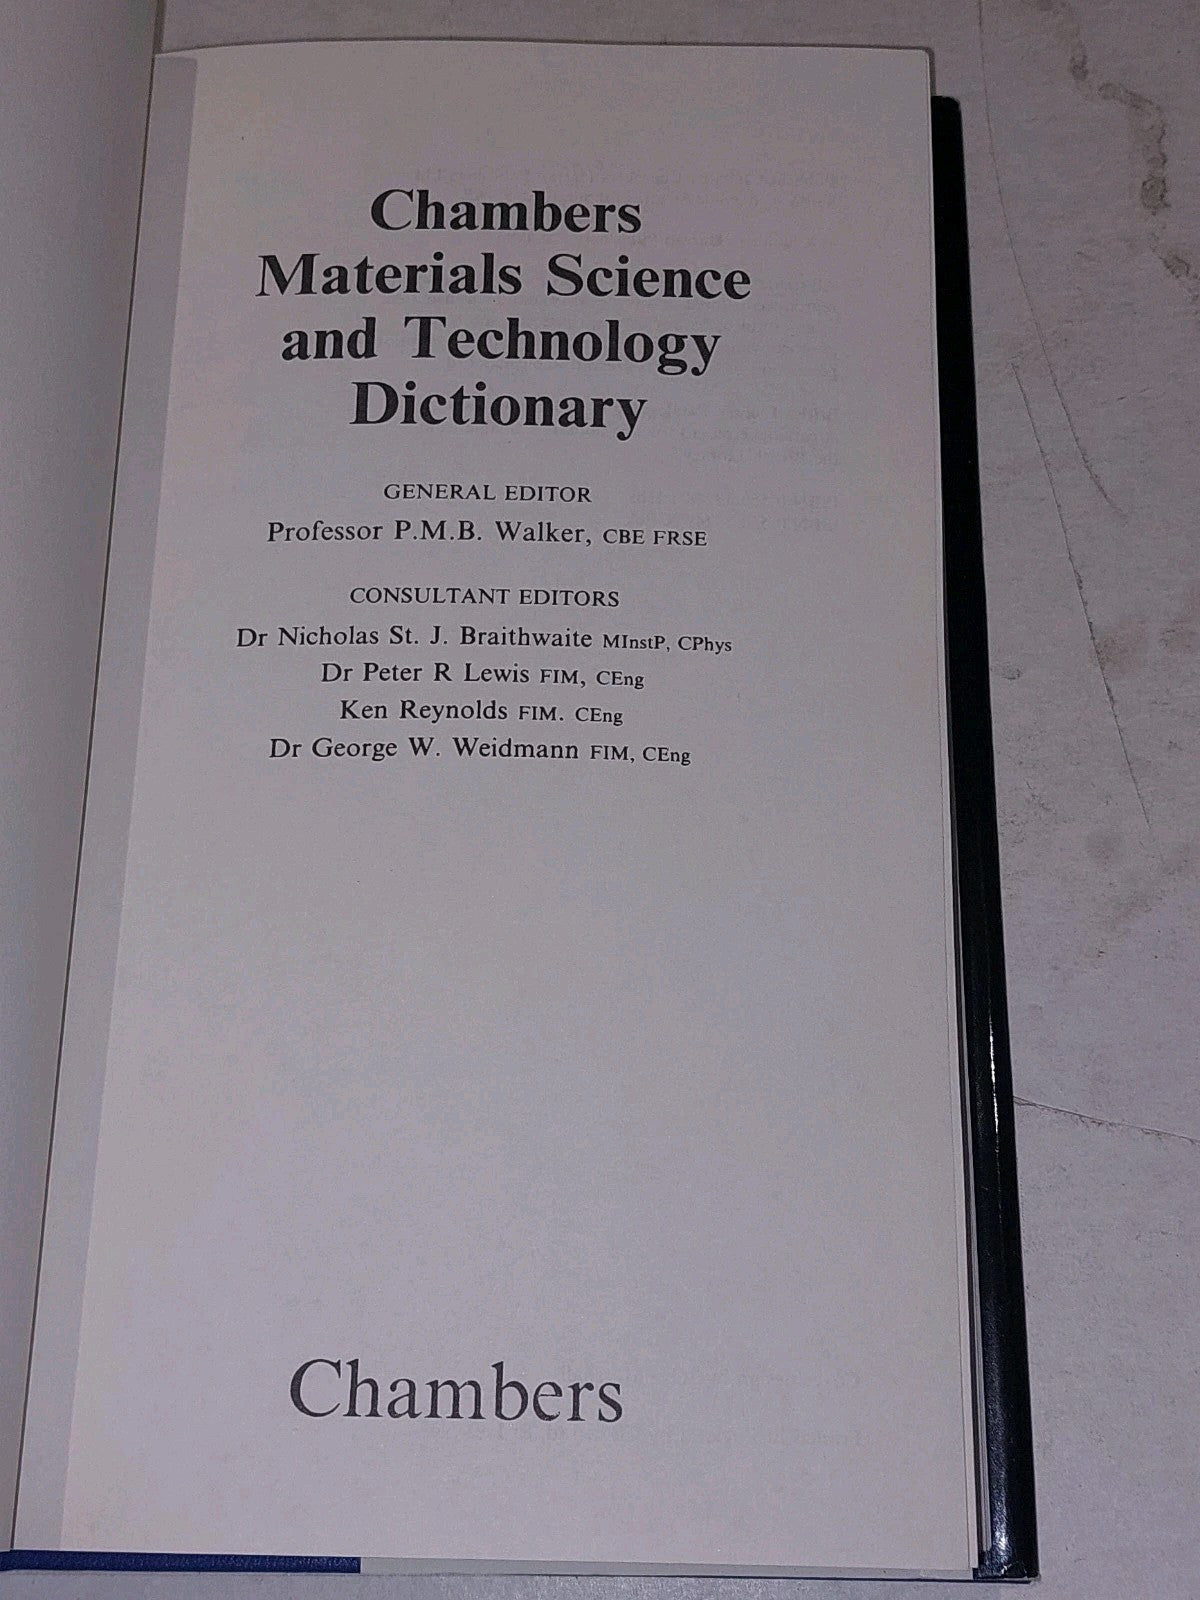 Chambers
Materials Science
and Technology
Dictionary
GENERAL EDITOR
Professor P.M.B. Walker, CBE FRSE
CONSULTANT EDITORS
Dr Nicholas St. J. Braithwaite MInstP, CPhys
Dr Peter R Lewis FIM, CEng
Ken Reynolds FIM. CEng
Dr George W. Weidmann FIM, CEng
Chambers